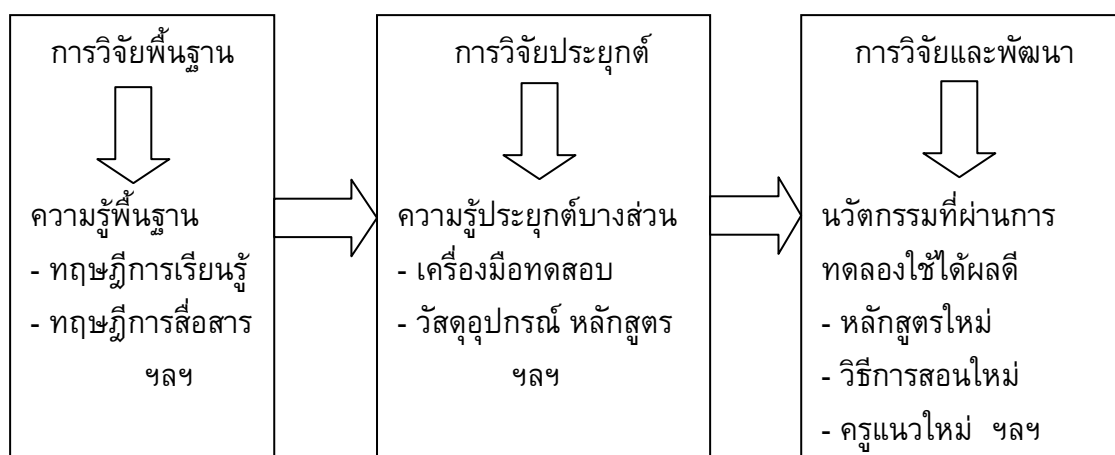 การวิจัยพื้นฐาน
ความรู้พื้นฐาน
- ทฤษฎีการเรียนรู้
- ทฤษฎีการสื่อสาร
ฯลฯ
การวิจัยประยุกต์
ความรู้ประยุกต์บางส่วน
- เครื่องมือทดสอบ
- วัสดุอุปกรณ์ หลักสูตร
ฯลฯ
การวิจัยและพัฒนา
นวัตกรรมที่ผ่านการ
ทดลองใช้ได้ผลดี
- หลักสูตรใหม่
- วิธีการสอนใหม่
- ครูแนวใหม่ ฯลฯ